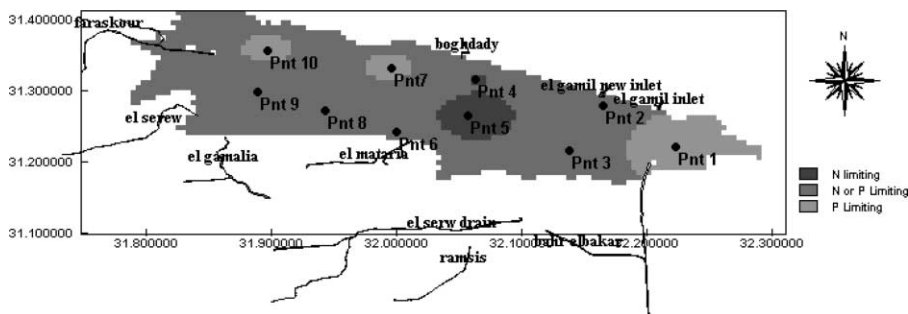 31.400000
faraskour
N
boghdady
Pnt 10
Pnt7
31.300000
Pnt 4
el gamil new inlet
el gamil inlet
Pnt 9
Pnt 2
el serew
Pnt 8
Pnt 5
Pnt 6
31.200000
el gamalia
el mataria
Pnt 3
Pnt 1
N limiting
N or P Limiting
P Limiting
el serw drain
31.100000
31.800000
31.900000
32.000000
32.100000
32.200000
32.300000
bahr elbakar
ramsis